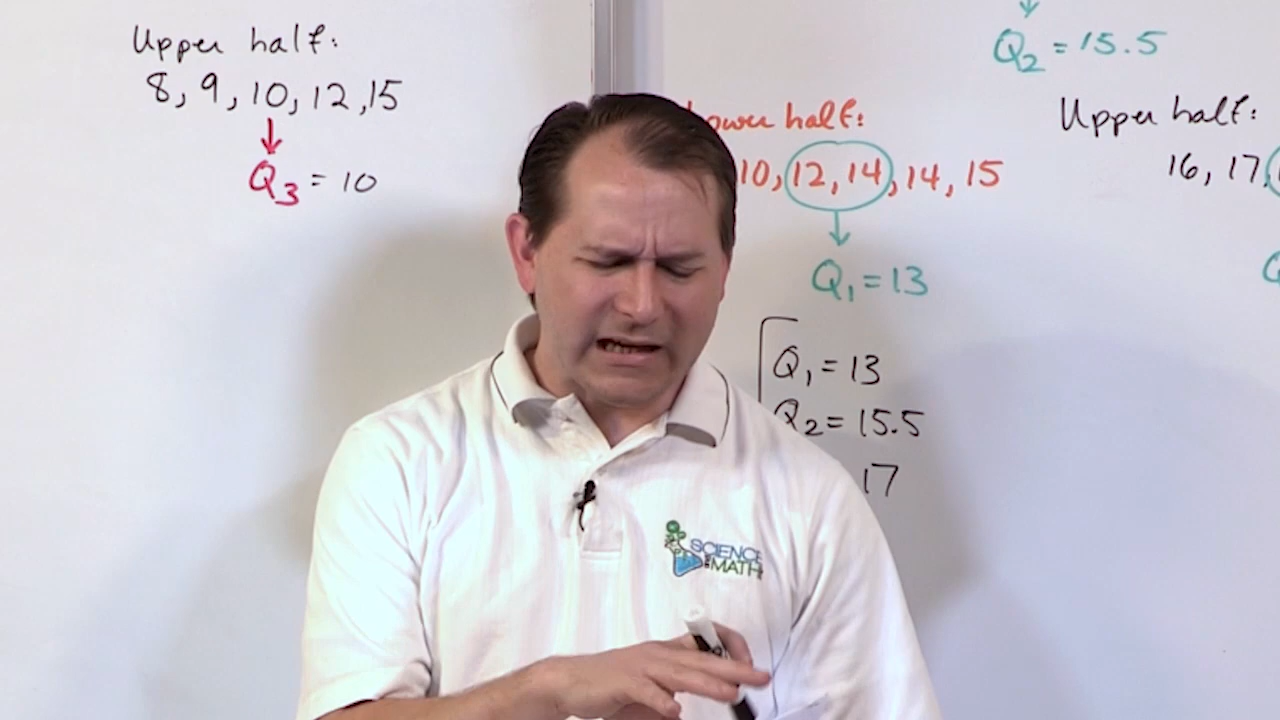 Upper half:
8, 9, 10, 12, 15
Q3 = 10
Q2 = 15.5
half:
10, 12, 14, 14, 15
Q1 = 13
Q1 = 13
Q2 = 15.5
17
Upper half:
16, 17,
SCIENCE
MATH